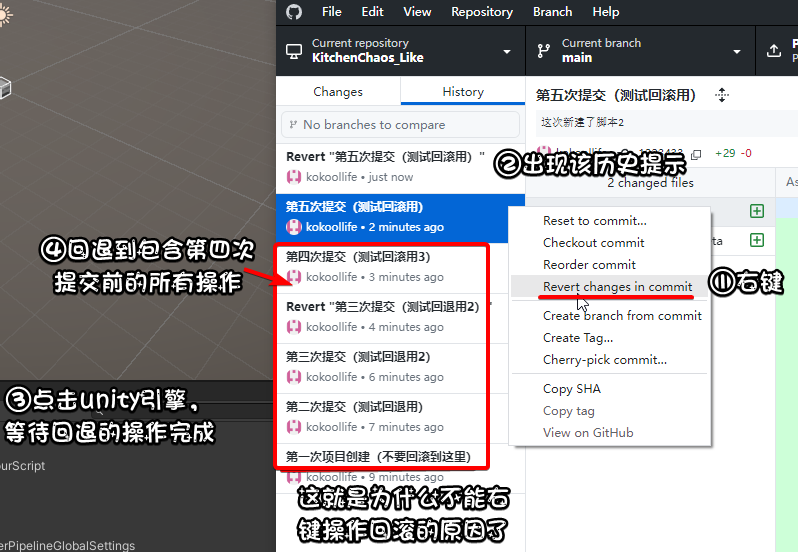 File Edit View Repository Branch Help
Current repository
KitchenChaos_Like
Current branch
main
P
Changes
History
第五次提交（测试回滚用）
No branches to compare
这次新建了脚本2
Revert "第五次提交（测试回滚用）"
kokoollife • just now
+29 -0
②出现该历史提示
2 changed files
As
第五次提交（测试回滚用）
kokoollife • 2 minutes ago
ta
④回退到包含第四次
提交前的所有操作
第四次提交（测试回滚用3）
kokoollife • 3 minutes ago
Revert "第三次提交（测试回退用2）"
kokoollife • 4 minutes ago
第三次提交（测试回退用2）
kokoollife • 6 minutes ago
第二次提交（测试回退用）
kokoollife • 7 minutes ago
第一次项目创建（不要回滚到这里）
kokoollife • 9 minutes ago
Reset to commit...
Checkout commit
Reorder commit
Revert changes in commit
①右键
Create branch from commit
Create Tag...
Cherry-pick commit...
Copy SHA
Copy tag
View on GitHub
③点击unity引擎，
等待回退的操作完成
ourScript
这就是为什么不能右
键操作回滚的原因了
erPipelineGlobalSettings